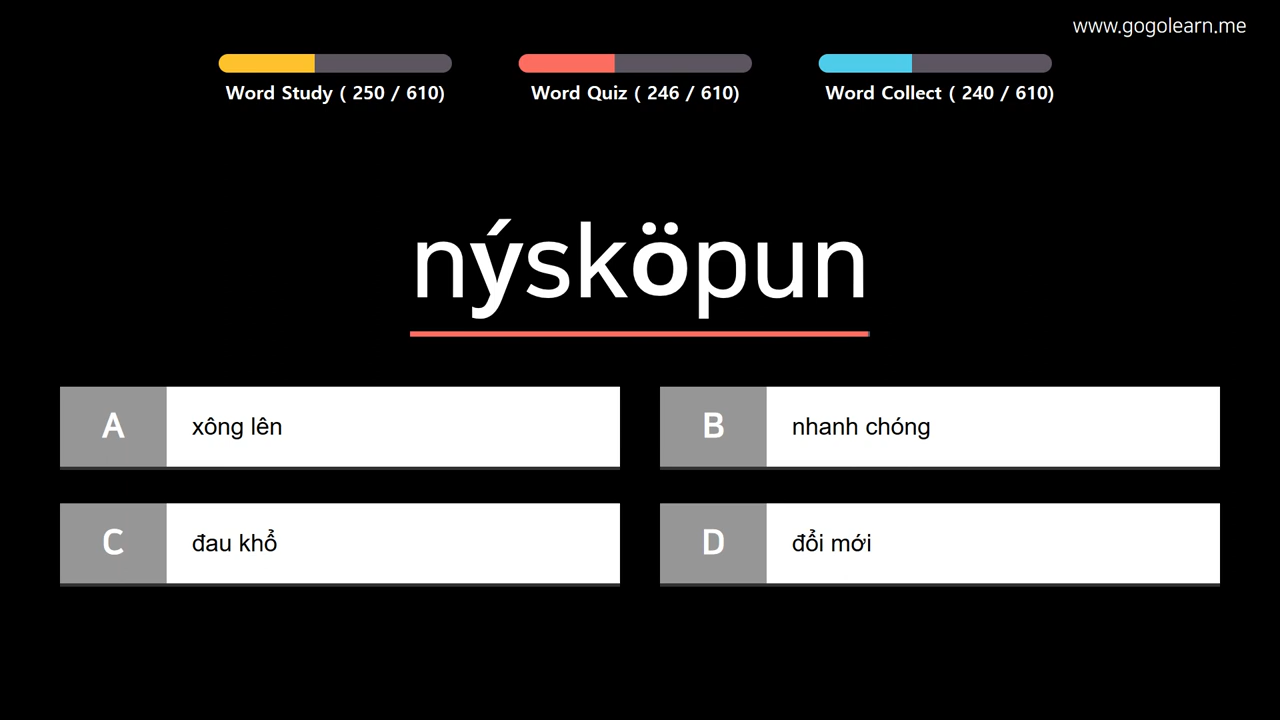 www.gogolearn.me
Word Study ( 250 / 610)
Word Quiz ( 246 / 610)
Word Collect ( 240 / 610)
nýsköpun
A xông lên
B nhanh chóng
C đau khổ
D đổi mới